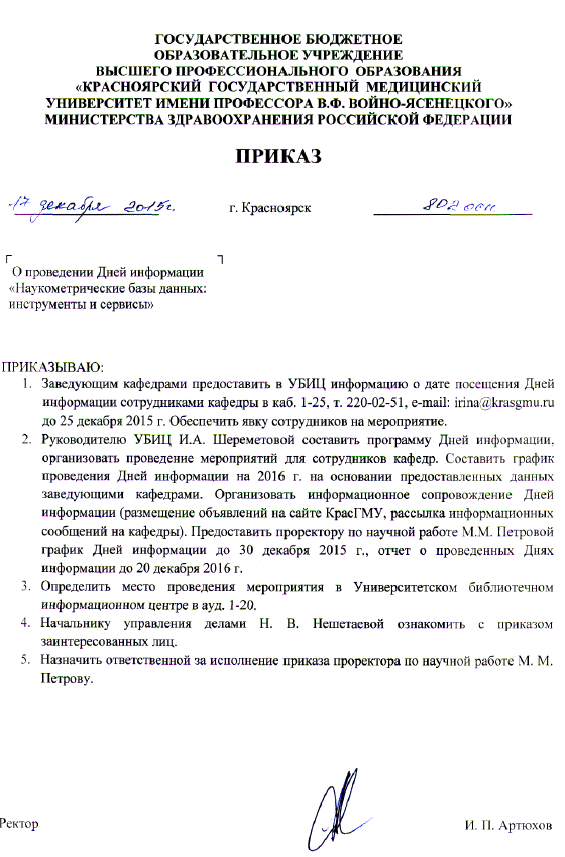 ГОСУДАРСТВЕННОЕ БЮДЖЕТНОЕ
ОБРАЗОВАТЕЛЬНОЕ УЧРЕЖДЕНИЕ
ВЫСШЕГО ПРОФЕССИОНАЛЬНОГО ОБРАЗОВАНИЯ
«КРАСНОЯРСКИЙ ГОСУДАРСТВЕННЫЙ МЕДИЦИНСКИЙ
УНИВЕРСИТЕТ ИМЕНИ ПРОФЕССОРА В.Ф. ВОЙНО-ЯСЕНЕЦКОГО»
МИНИСТЕРСТВА ЗДРАВООХРАНЕНИЯ РОССИЙСКОЙ ФЕДЕРАЦИИ
ПРИКАЗ
17 декабря 2015г. г. Красноярск 802 осн
О проведении Дней информации
«Наукометрические базы данных:
инструменты и сервисы»
ПРИКАЗЫВАЮ:
1. Заведующим кафедрами предоставить в УБИЦ информацию о дате посещения Дней
информации сотрудниками кафедры в каб. 1-25, т. 220-02-51, e-mail: irina@krasgmu.ru
до 25 декабря 2015 г. Обеспечить явку сотрудников на мероприятие.
2. Руководителю УБИЦ И.А. Шереметовой составить программу Дней информации,
организовать проведение мероприятий для сотрудников кафедр. Составить график
проведения Дней информации на 2016 г. на основании предоставленных данных
заведующими кафедрами. Организовать информационное сопровождение Дней
информации (размещение объявлений на сайте КрасГМУ, рассылка информационных
сообщений на кафедры). Предоставить проректору по научной работе М.М. Петровой
график Дней информации до 30 декабря 2015 г., отчет о проведенных Днях
информации до 20 декабря 2016 г.
3. Определить место проведения мероприятия в Университетском библиотечном
информационном центре в ауд. 1-20.
4. Начальнику управления делами Н. В. Нешетаевой ознакомить с приказом
заинтересованных лиц.
5. Назначить ответственной за исполнение приказа проректора по научной работе М. М.
Петрову.
Ректор И. П. Артюхов